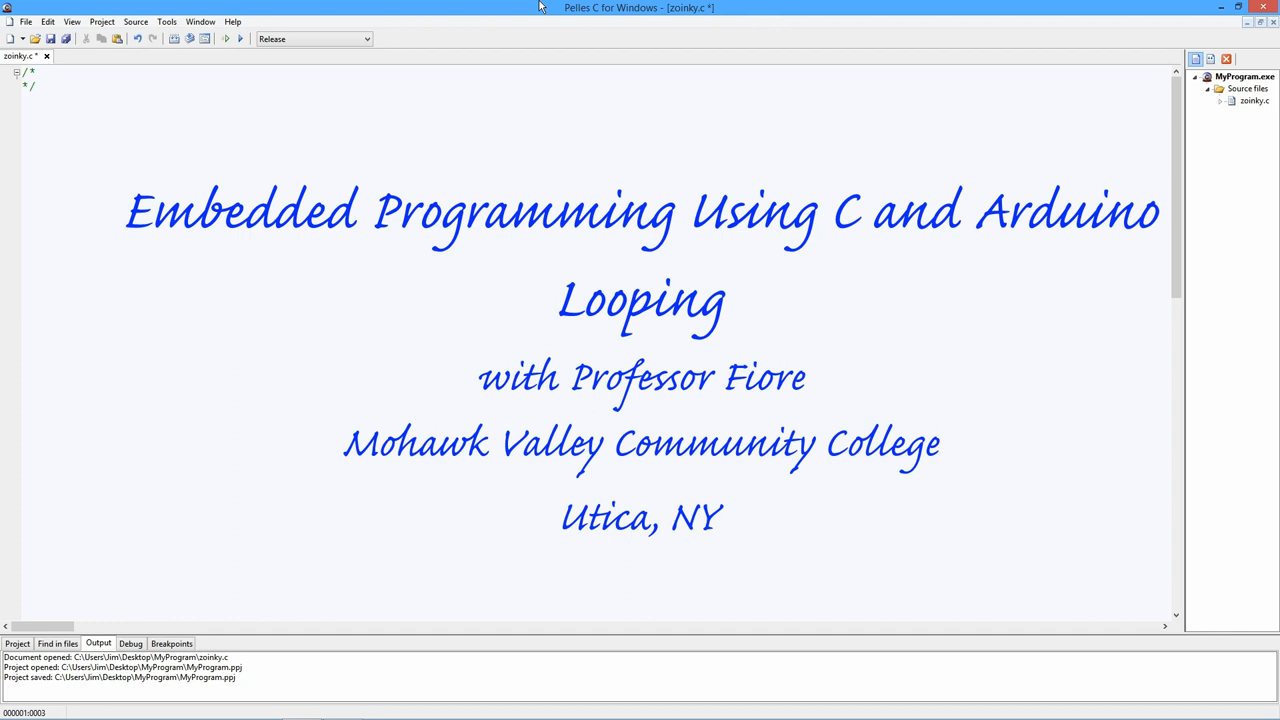 Pelles C for Windows - [zoinky.c *]
File Edit View Project Source Tools Window Help
Release
zoinky.c *
/*
*/
MyProgram.exe
Source files
zoinky.c
Embedded Programming Using C and Arduino
Looping
with Professor Fiore
Mohawk Valley Community College
Utica, NY
Project Find in files Output Debug Breakpoints
Document opened: C:\Users\Jim\Desktop\MyProgram\zoinky.c
Project opened: C:\Users\Jim\Desktop\MyProgram\MyProgram.ppj
Project saved: C:\Users\Jim\Desktop\MyProgram\MyProgram.ppj
000001:0003